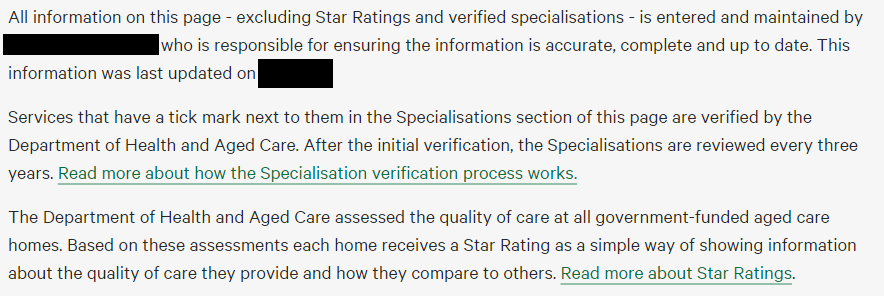 All information on this page - excluding Star Ratings and verified specialisations - is entered and maintained by
who is responsible for ensuring the information is accurate, complete and up to date. This
information was last updated on
Services that have a tick mark next to them in the Specialisations section of this page are verified by the
Department of Health and Aged Care. After the initial verification, the Specialisations are reviewed every three
years. Read more about how the Specialisation verification process works.
The Department of Health and Aged Care assessed the quality of care at all government-funded aged care
homes. Based on these assessments each home receives a Star Rating as a simple way of showing information
about the quality of care they provide and how they compare to others. Read more about Star Ratings.